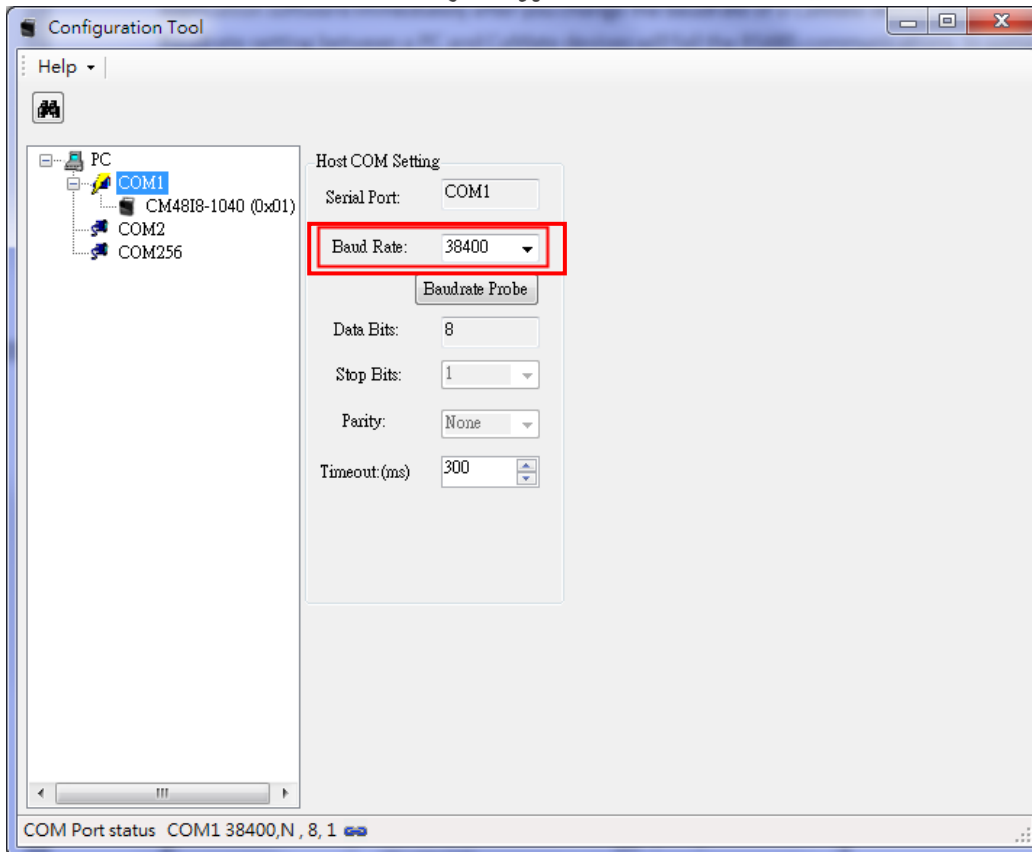 Configuration Tool
Help
PC
COM1
CM48I8-1040 (0x01)
COM2
COM256
Host COM Setting
Serial Port: COM1
Baud Rate: 38400
Baudrate Probe
Data Bits: 8
Stop Bits: 1
Parity: None
Timeout:(ms) 300
COM Port status COM1 38400,N , 8, 1